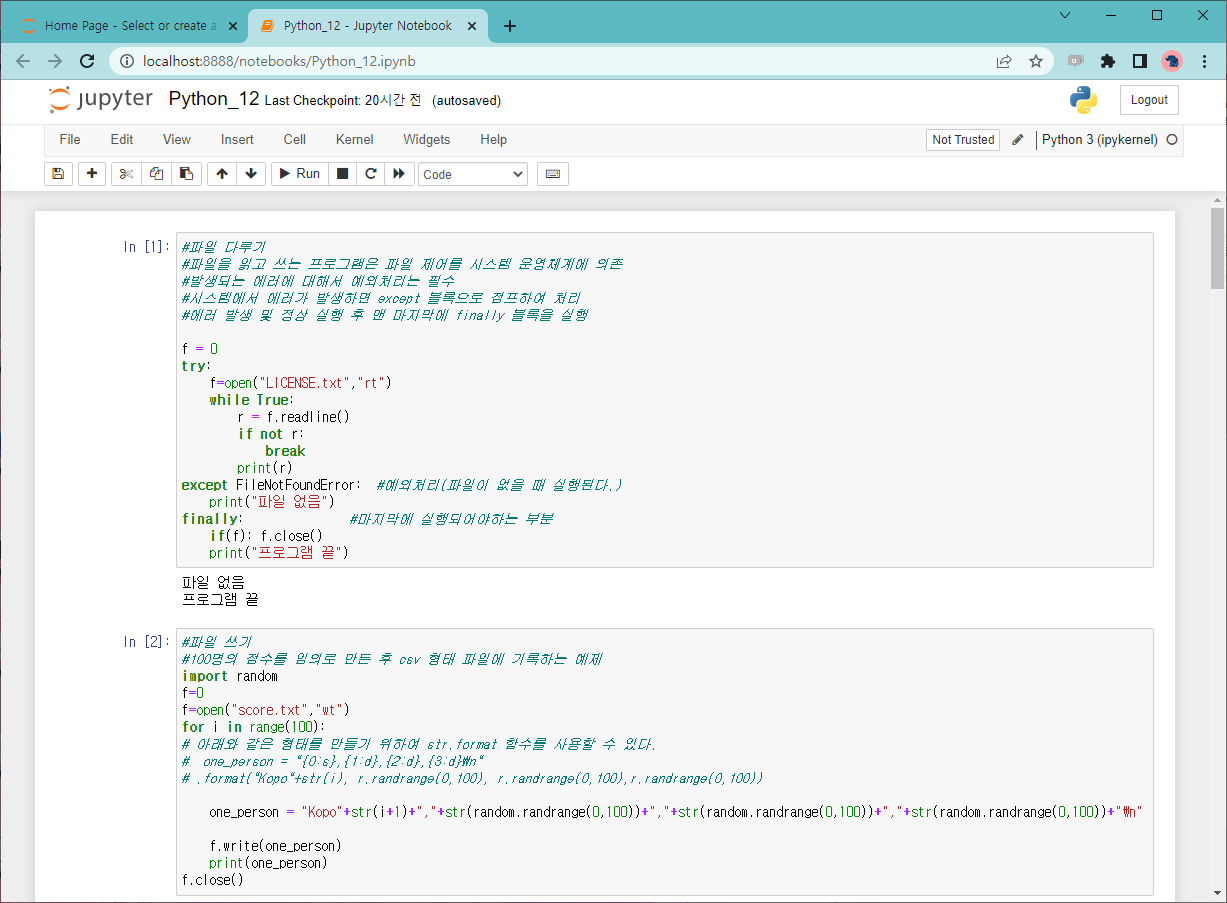 Home Page - Select or create a
Python_12 - Jupyter Notebook
localhost:8888/notebooks/Python_12.ipynb
jupyter Python_12 Last Checkpoint: 20시간 전 (autosaved)
Logout
File Edit View Insert Cell Kernel Widgets Help
Not Trusted
Python 3 (ipykernel)
Run
Code
In [1]:
#파일 다루기
#파일을 읽고 쓰는 프로그램은 파일 제어를 시스템 운영체계에 의존
#발생되는 에러에 대해서 예외처리는 필수
#시스템에서 에러가 발생하면 except 블록으로 점프하여 처리
#에러 발생 및 정상 실행 후 맨 마지막에 finally 블록을 실행
f = 0
try:
    f=open("LICENSE.txt","rt")
    while True:
        r = f.readline()
        if not r:
            break
        print(r)
except FileNotFoundError:  #예외처리(파일이 없을 때 실행된다.)
    print("파일 없음")
finally:               #마지막에 실행되어야하는 부분
    if(f): f.close()
    print("프로그램 끝")
파일 없음
프로그램 끝
In [2]:
#파일 쓰기
#100명의 점수를 임의로 만든 후 csv 형태 파일에 기록하는 예제
import random
f=0
f=open("score.txt","wt")
for i in range(100):
# 아래와 같은 형태를 만들기 위하여 str.format 함수를 사용할 수 있다.
#  one_person = "{0:s},{1:d},{2:d},{3:d}₩n"
# .format("Kopo"+str(i), r.randrange(0,100), r.randrange(0,100),r.randrange(0,100))
    one_person = "Kopo"+str(i+1)+","+str(random.randrange(0,100))+","+str(random.randrange(0,100))+","+str(random.randrange(0,100))+"₩n"
    f.write(one_person)
    print(one_person)
f.close()